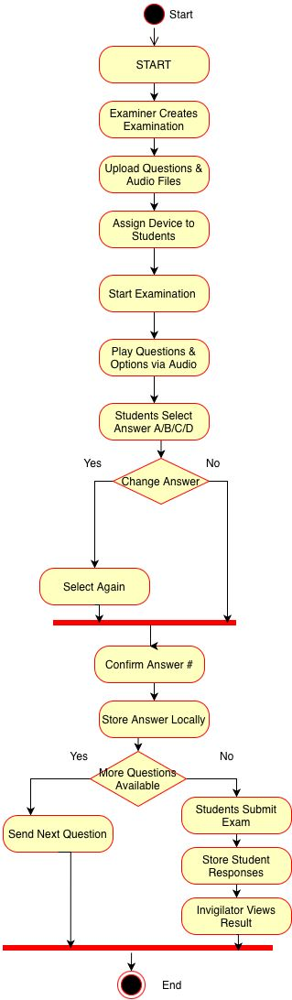 Start
START
Examiner Creates
Examination
Upload Questions &
Audio Files
Assign Device to
Students
Start Examination
Play Questions &
Options via Audio
Students Select
Answer A/B/C/D
Yes
No
Change Answer
Select Again
Confirm Answer #
Store Answer Locally
Yes
No
More Questions
Available
Students Submit
Exam
Send Next Question
Store Student
Responses
Invigilator Views
Result
End